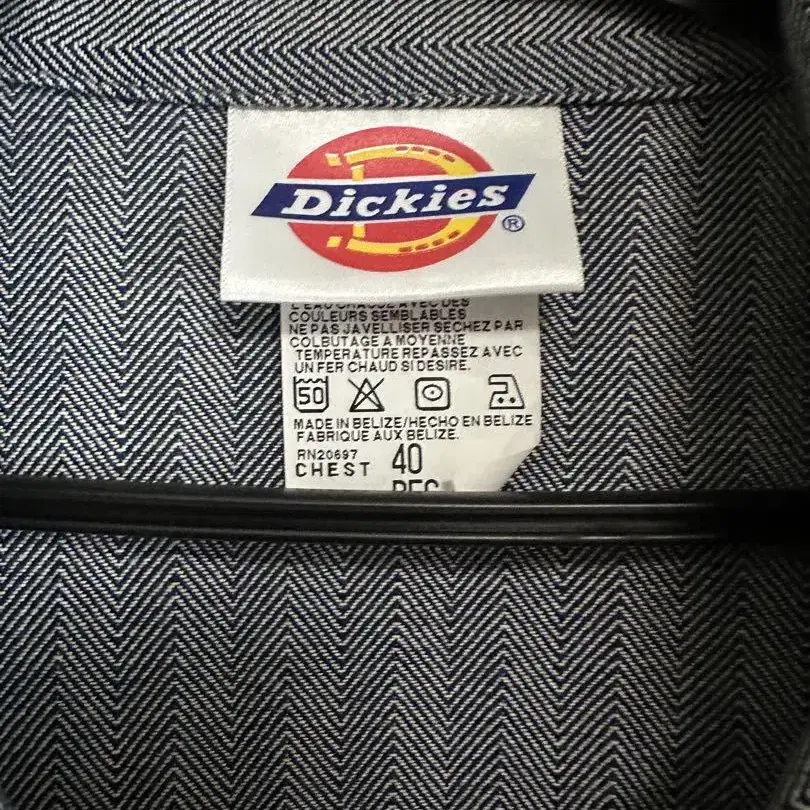 Dickies
®
L'EAU CHAUDE AVEC DES
COULEURS SEMBLABLES
NE PAS JAVELLISER SECHEZ PAR
COLBUTAGE A MOYENNE
TEMPERATURE REPASSEZ AVEC
UN FER CHAUD SI DESIRE.
50
MADE IN BELIZE/HECHO EN BELIZE
FABRIQUE AUX BELIZE.
RN20697
CHEST 40
REG